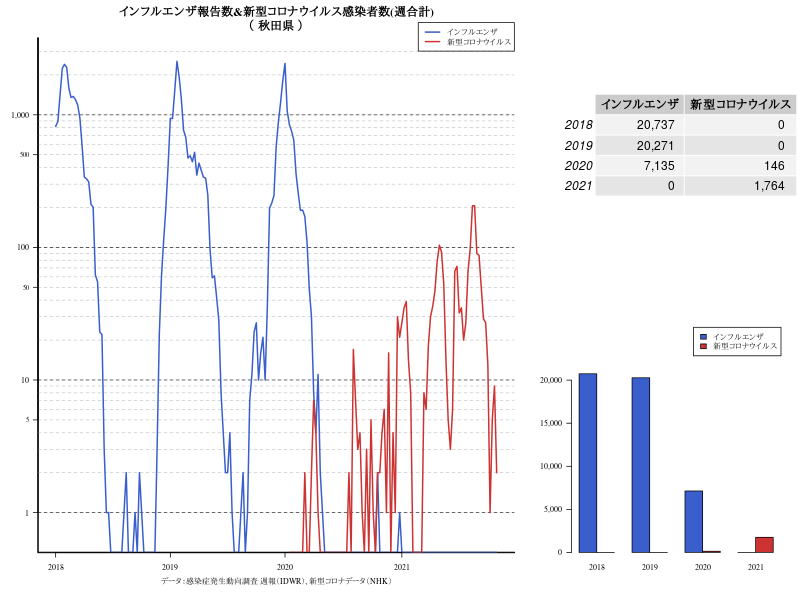 インフルエンザ報告数&新型コロナウイルス感染者数(週合計)
( 秋田県 )
インフルエンザ
新型コロナウイルス
1,000
500
100
50
10
5
1
2018 2019 2020 2021
データ:感染症発生動向調査 週報(IDWR)、新型コロナデータ(NHK)
インフルエンザ 新型コロナウイルス
2018 20,737 0
2019 20,271 0
2020 7,135 146
2021 0 1,764
インフルエンザ
新型コロナウイルス
20,000
15,000
10,000
5,000
0
2018 2019 2020 2021